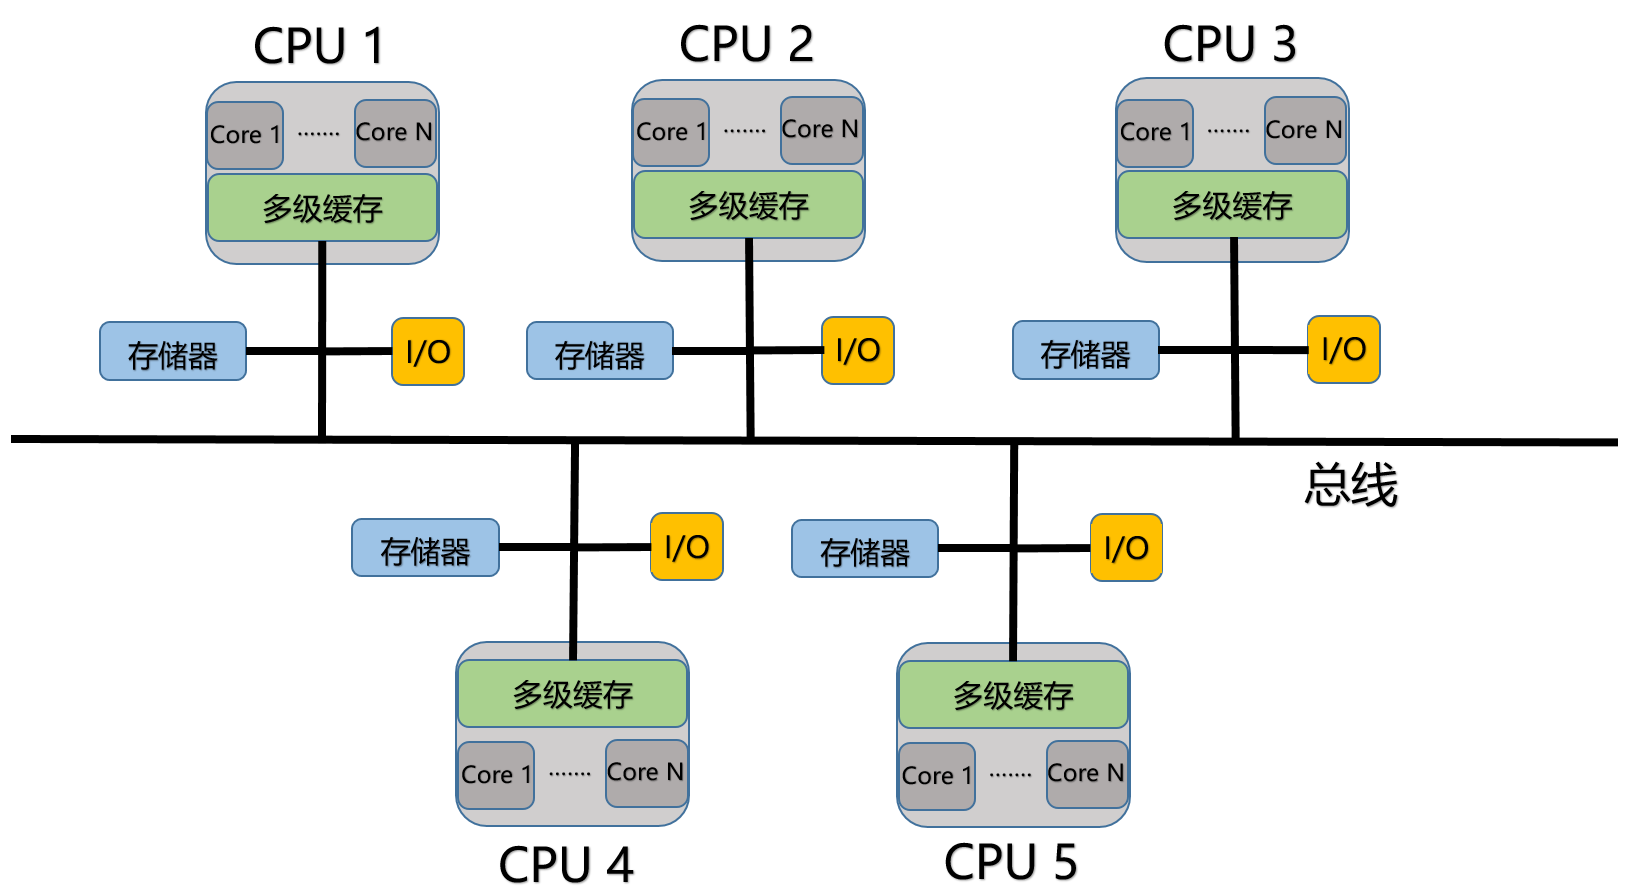 CPU 1
CPU 2
CPU 3
Core 1 ....... Core N
Core 1 ....... Core N
Core 1 ....... Core N
多级缓存
多级缓存
多级缓存
存储器
I/O
存储器
I/O
存储器
I/O
总线
存储器
I/O
存储器
I/O
多级缓存
多级缓存
Core 1 ....... Core N
Core 1 ....... Core N
CPU 4
CPU 5